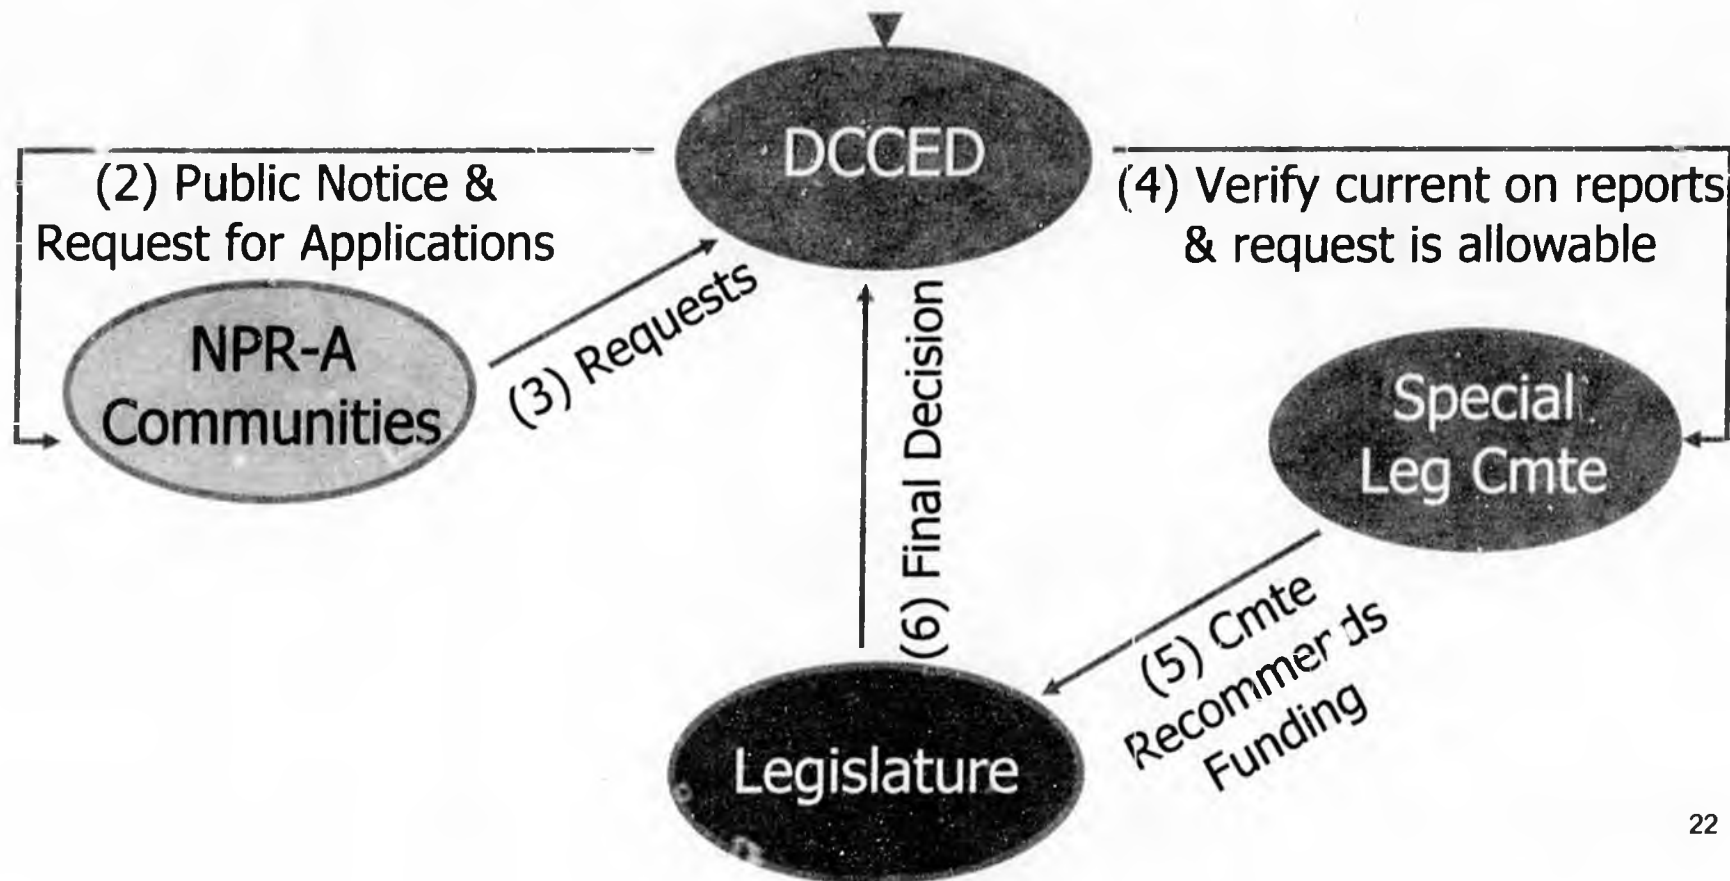 DCCED
(2) Public Notice &
Request for Applications
(4) Verify current on reports
& request is allowable
NPR-A
Communities
(3) Requests
(6) Final Decision
Special
Leg Cmte
(5) Cmte
Recommends
Funding
Legislature
22